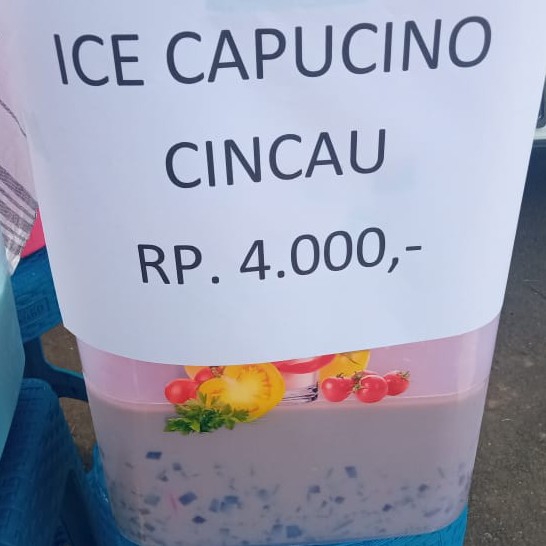 ICE CAPUCINO
CINCAU
RP. 4.000,-